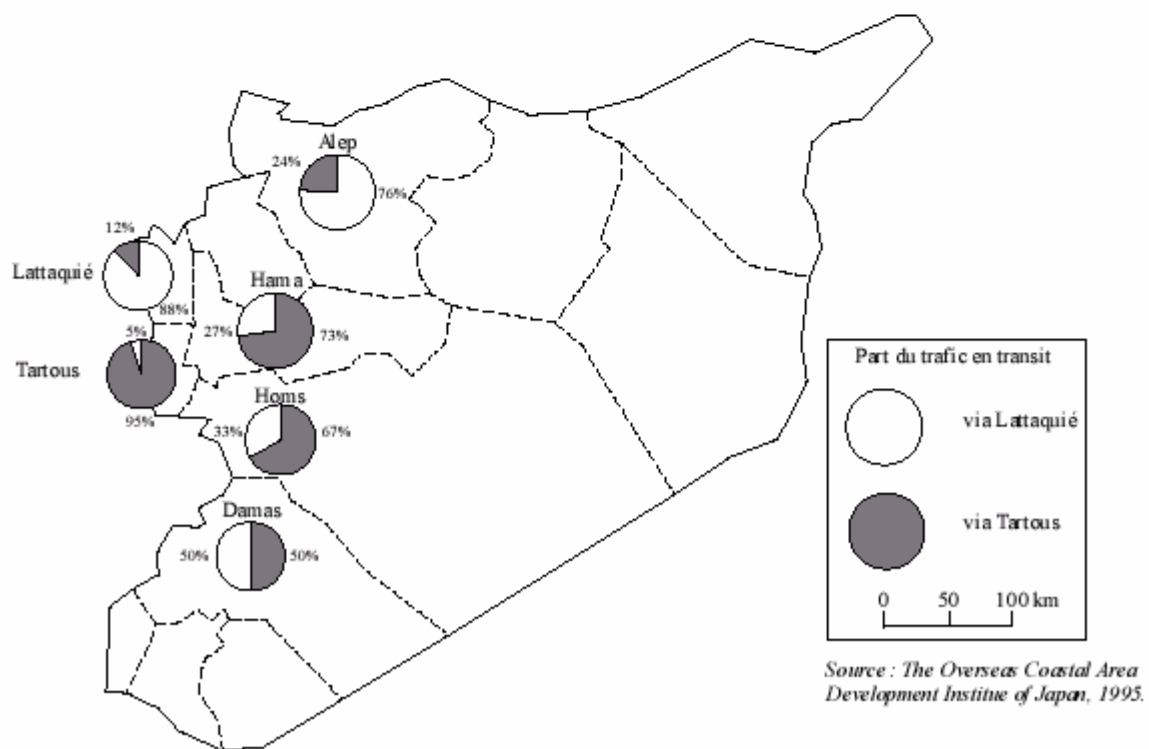 Alep
24%
76%
12%
Lattaquié
88%
Hama
27%
73%
5%
Tartous
95%
Homs
33%
67%
Damas
50%
50%
Part du trafic en transit
via Lattaquié
via Tartous
0 50 100 km
Source : The Overseas Coastal Area
Development Institue of Japan, 1995.